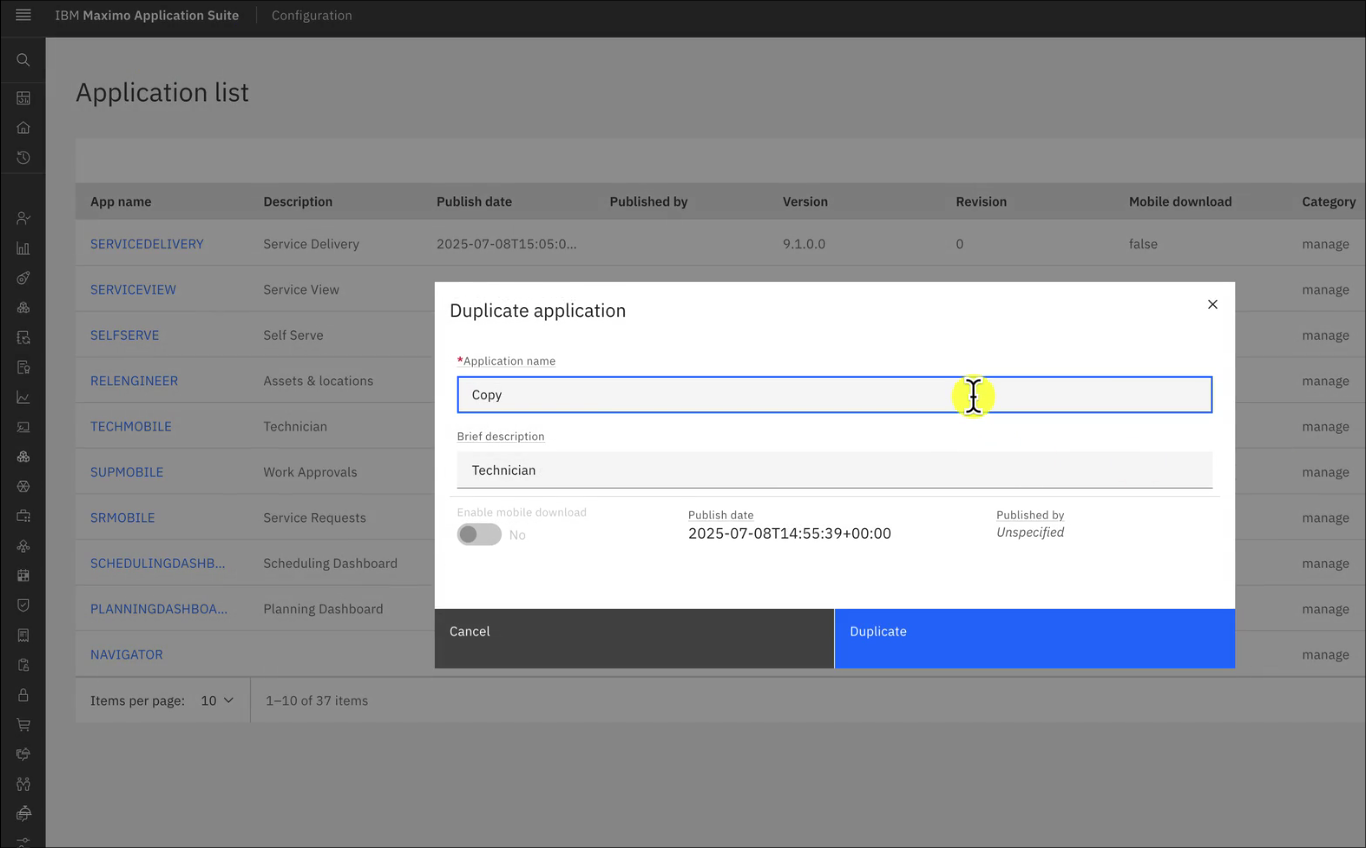 IBM Maximo Application Suite Configuration
Application list
App name Description Publish date Published by Version Revision Mobile download Category
SERVICEDELIVERY Service Delivery 2025-07-08T15:05:0... 9.1.0.0 0 false manage
SERVICEVIEW Service View manage
SELFSERVE Self Serve manage
RELENGINEER Assets & locations manage
TECHMOBILE Technician manage
SUPMOBILE Work Approvals manage
SRMOBILE Service Requests manage
SCHEDULINGDASHB... Scheduling Dashboard manage
PLANNINGDASHBOA... Planning Dashboard manage
NAVIGATOR manage
Items per page: 10 1–10 of 37 items
Duplicate application
*Application name
Copy
Brief description
Technician
Enable mobile download
No
Publish date
2025-07-08T14:55:39+00:00
Published by
Unspecified
Cancel
Duplicate